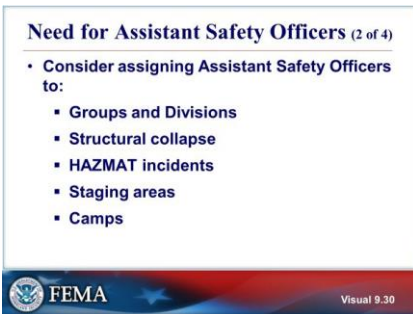 Need for Assistant Safety Officers (2 of 4)
• Consider assigning Assistant Safety Officers
to:
▪ Groups and Divisions
▪ Structural collapse
▪ HAZMAT incidents
▪ Staging areas
▪ Camps
FEMA
Visual 9.30